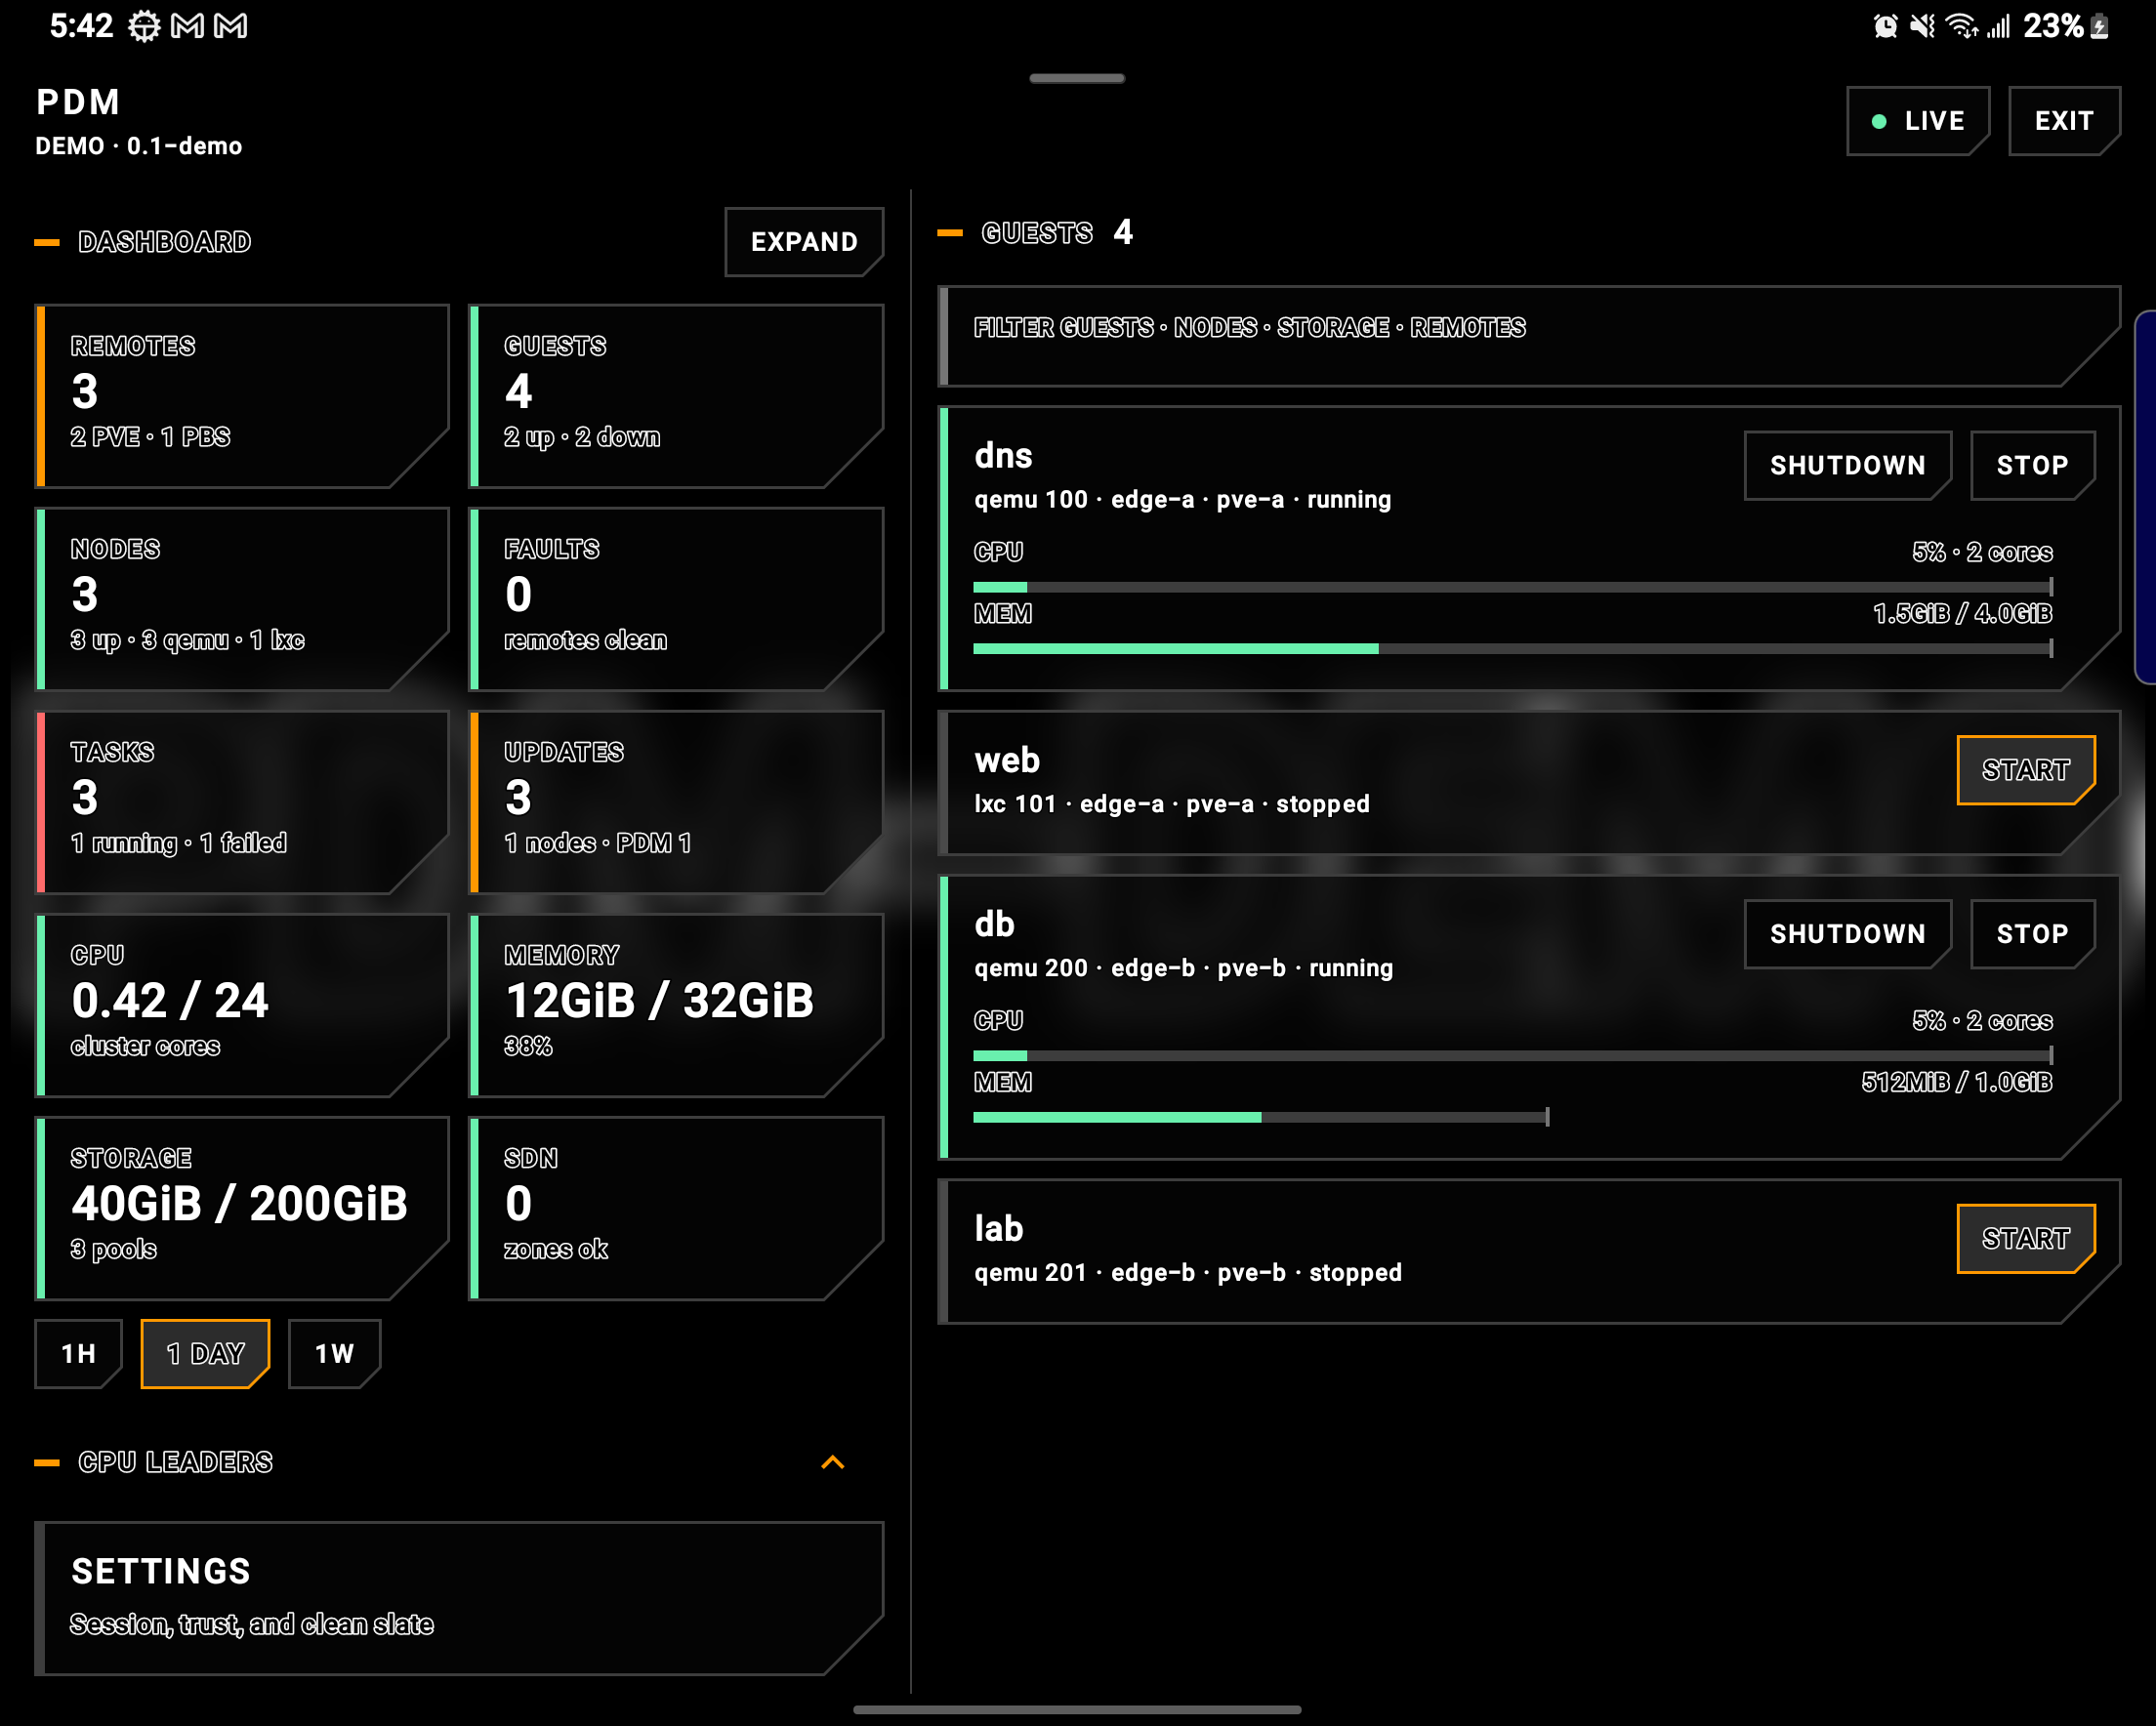 5:42
23%
PDM
DEMO · 0.1-demo
LIVE
EXIT
DASHBOARD
EXPAND
REMOTES
3
2 PVE · 1 PBS
GUESTS
4
2 up · 2 down
NODES
3
3 up · 3 qemu · 1 lxc
FAULTS
0
remotes clean
TASKS
3
1 running · 1 failed
UPDATES
3
1 nodes · PDM 1
CPU
0.42 / 24
cluster cores
MEMORY
12GiB / 32GiB
38%
STORAGE
40GiB / 200GiB
3 pools
SDN
0
zones ok
1H
1 DAY
1W
CPU LEADERS
SETTINGS
Session, trust, and clean slate
GUESTS 4
FILTER GUESTS · NODES · STORAGE · REMOTES
dns
qemu 100 · edge-a · pve-a · running
SHUTDOWN
STOP
CPU
5% · 2 cores
MEM
1.5GiB / 4.0GiB
web
lxc 101 · edge-a · pve-a · stopped
START
db
qemu 200 · edge-b · pve-b · running
SHUTDOWN
STOP
CPU
5% · 2 cores
MEM
512MiB / 1.0GiB
lab
qemu 201 · edge-b · pve-b · stopped
START